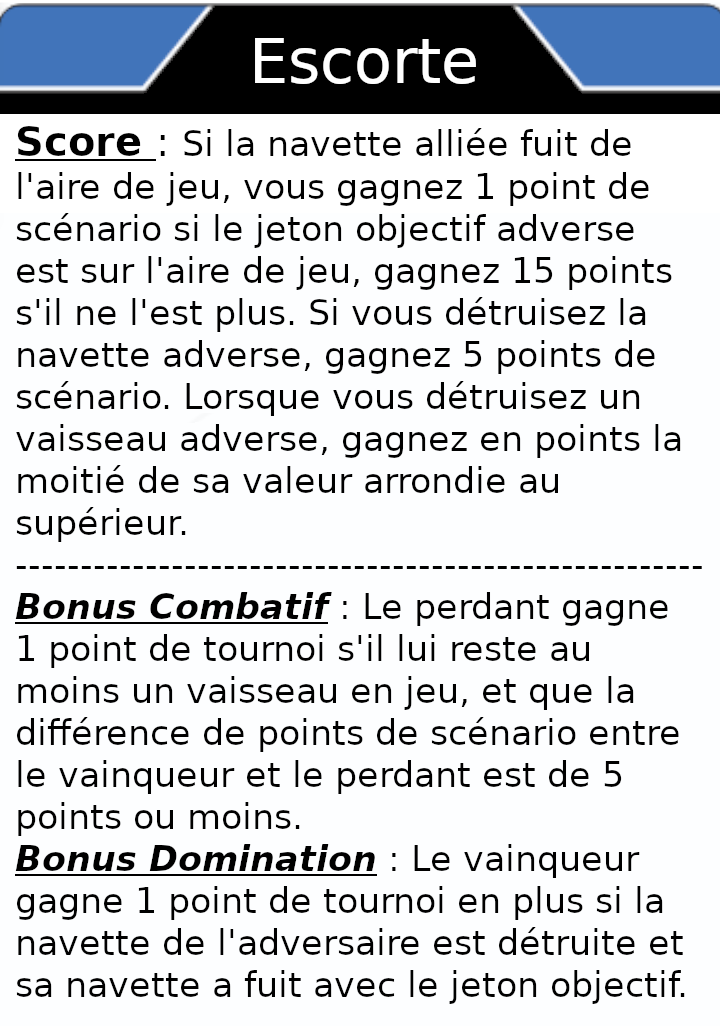 Escorte
Score : Si la navette alliée fuit de
l'aire de jeu, vous gagnez 1 point de
scénario si le jeton objectif adverse
est sur l'aire de jeu, gagnez 15 points
s'il ne l'est plus. Si vous détruisez la
navette adverse, gagnez 5 points de
scénario. Lorsque vous détruisez un
vaisseau adverse, gagnez en points la
moitié de sa valeur arrondie au
supérieur.
-----------------------------------------------------
Bonus Combatif : Le perdant gagne
1 point de tournoi s'il lui reste au
moins un vaisseau en jeu, et que la
différence de points de scénario entre
le vainqueur et le perdant est de 5
points ou moins.
Bonus Domination : Le vainqueur
gagne 1 point de tournoi en plus si la
navette de l'adversaire est détruite et
sa navette a fuit avec le jeton objectif.